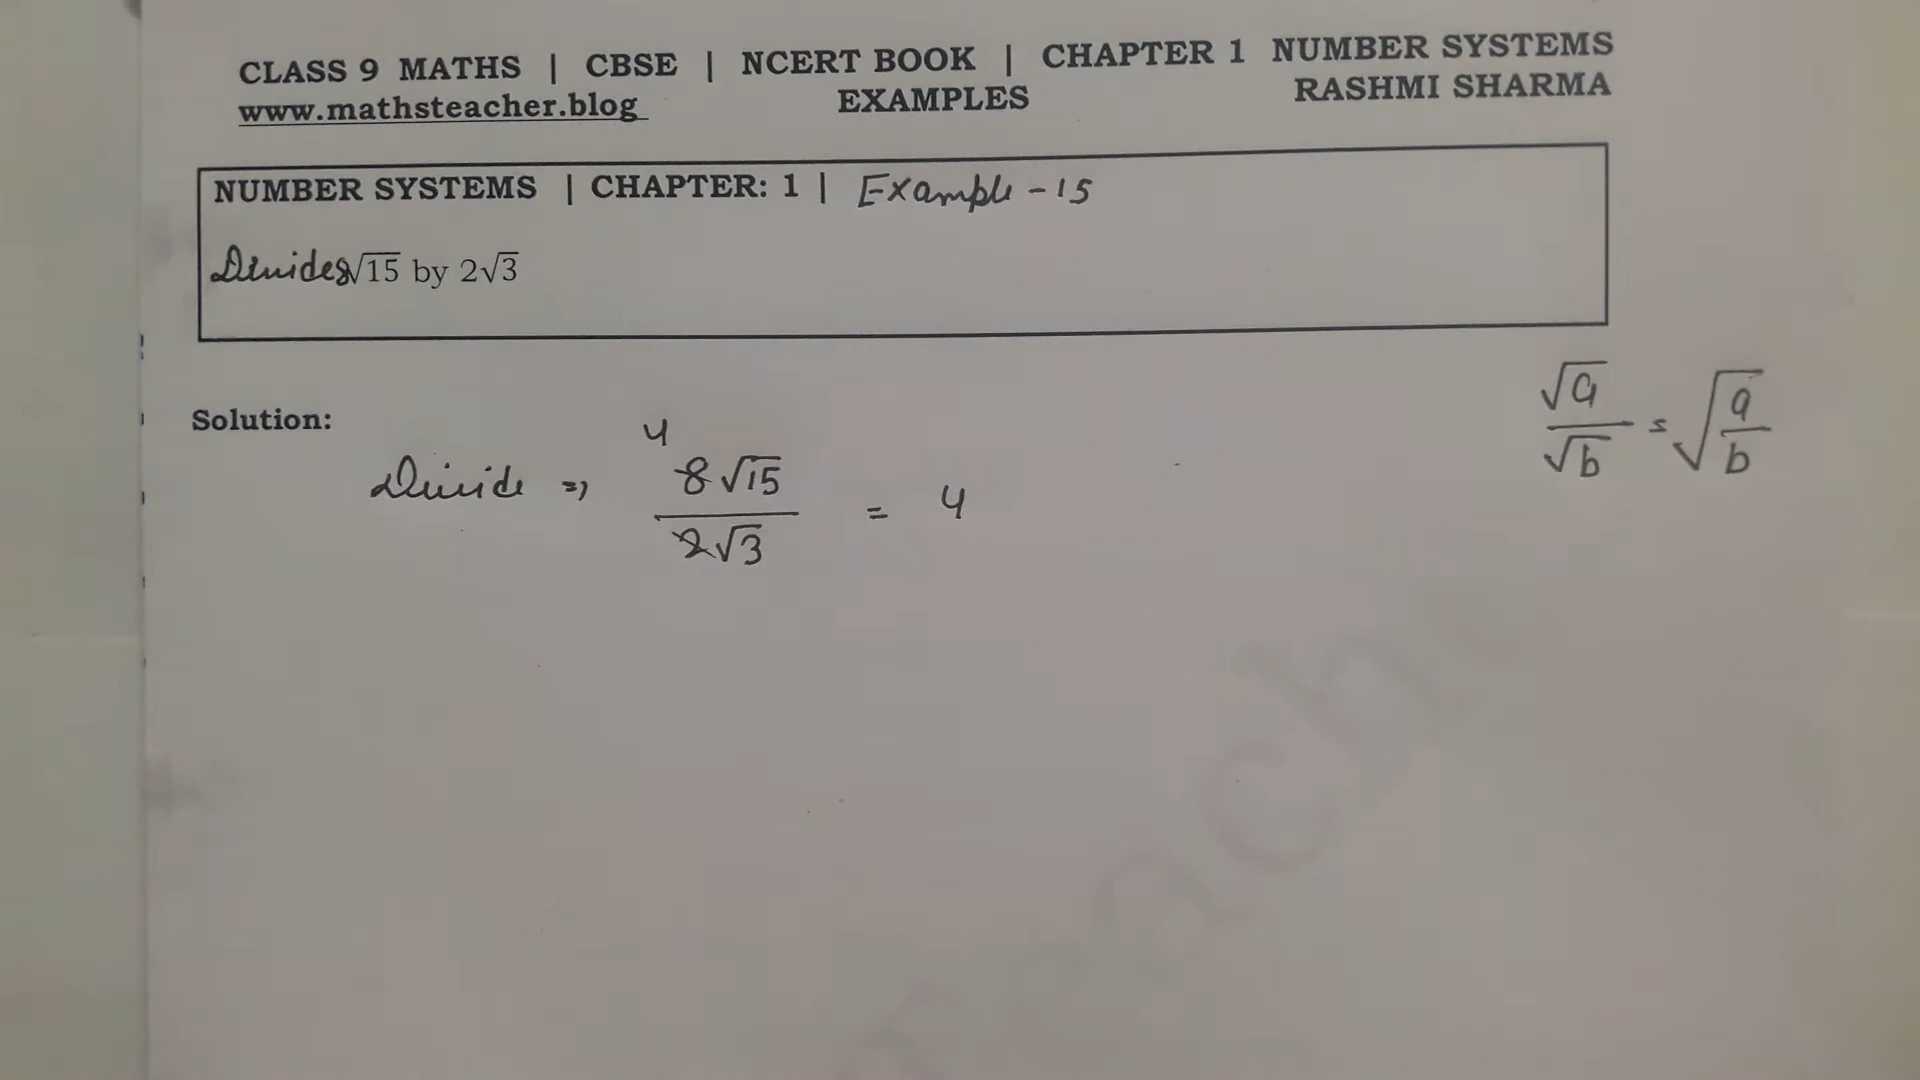 CLASS 9 MATHS | CBSE | NCERT BOOK | CHAPTER 1 NUMBER SYSTEMS
www.mathsteacher.blog EXAMPLES RASHMI SHARMA
NUMBER SYSTEMS | CHAPTER: 1 | Example - 15
Divide 8√15 by 2√3
Solution:
Divide => 4 8√15 / 2√3 = 4
√a / √b = √(a / b)